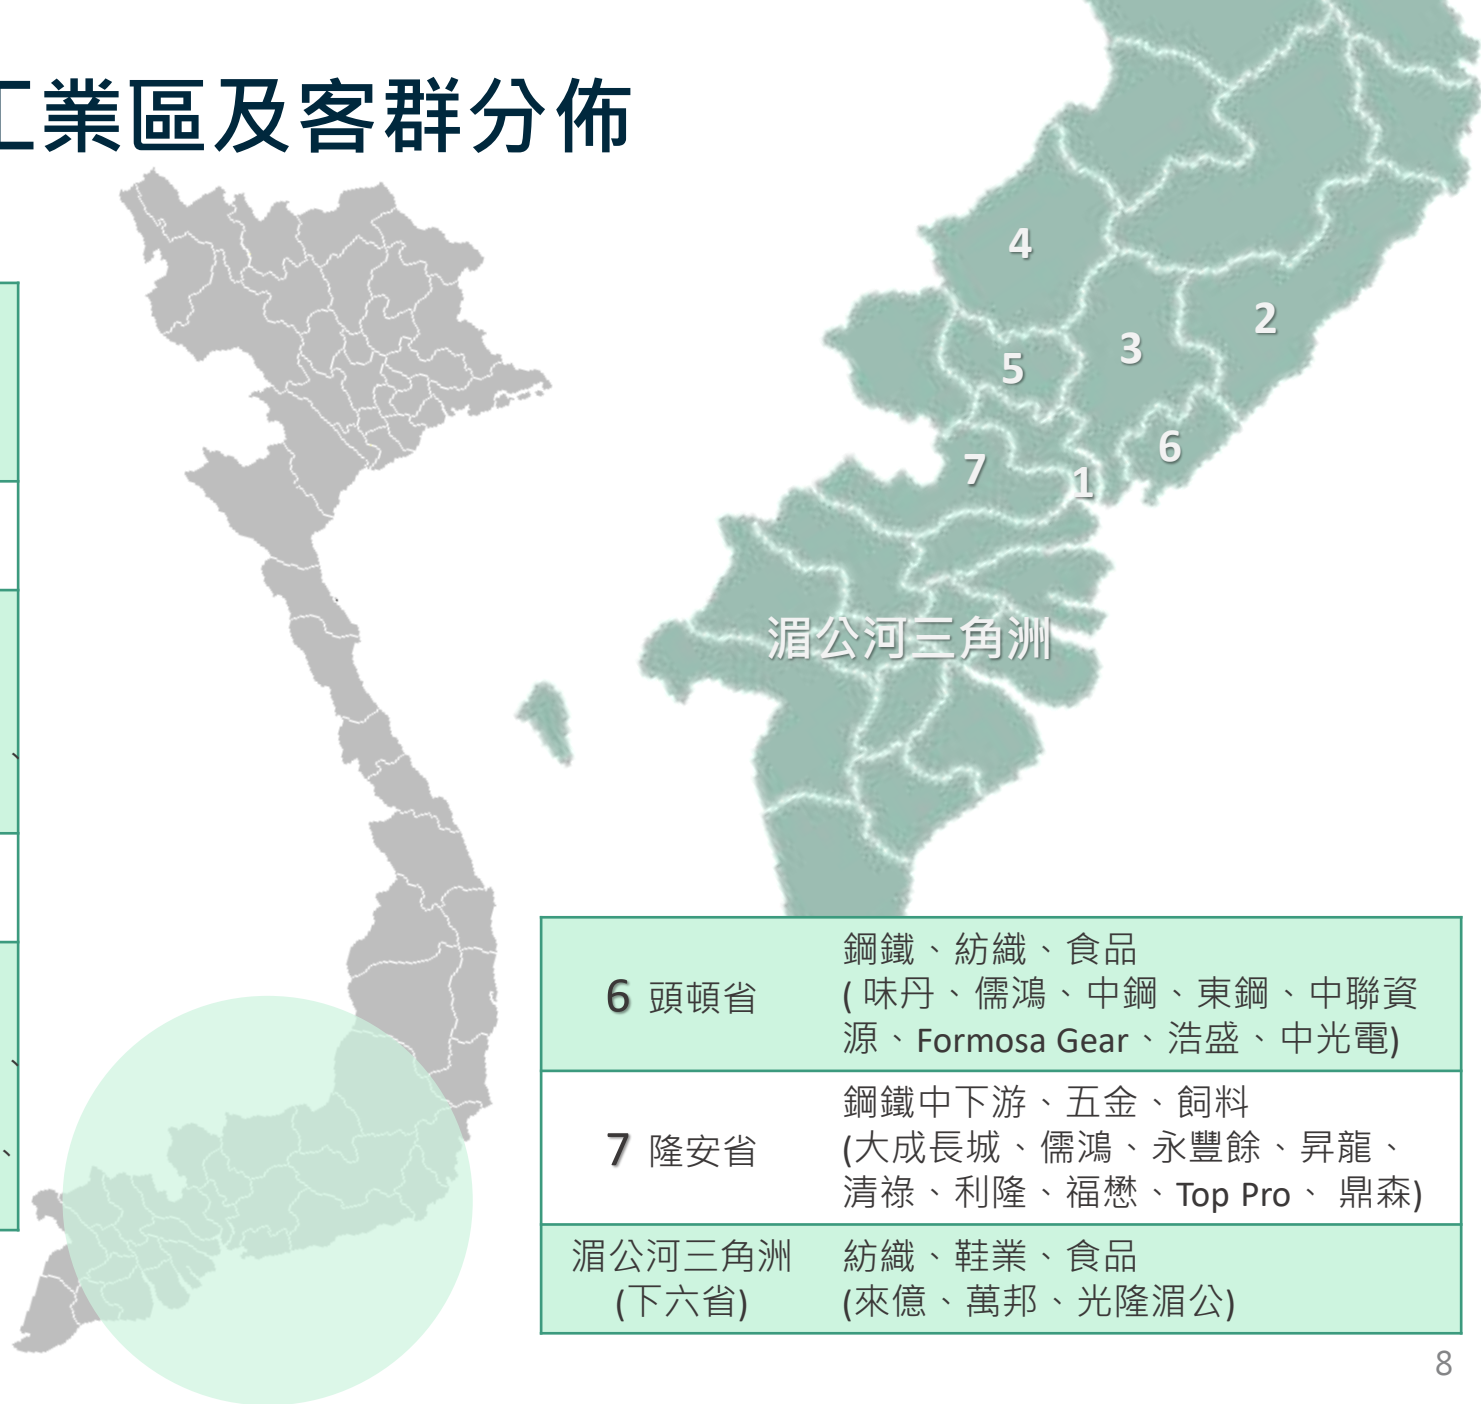 工業區及客群分佈
4
2
3
5
6
7
1
湄公河三角洲
、
、
、
6 頭頓省
鋼鐵、紡織、食品
( 味丹、儒鴻、中鋼、東鋼、中聯資
源、Formosa Gear、浩盛、中光電)
7 隆安省
鋼鐵中下游、五金、飼料
(大成長城、儒鴻、永豐餘、昇龍、
清祿、利隆、福懋、Top Pro、 鼎森)
湄公河三角洲
(下六省)
紡織、鞋業、食品
(來億、萬邦、光隆湄公)
8